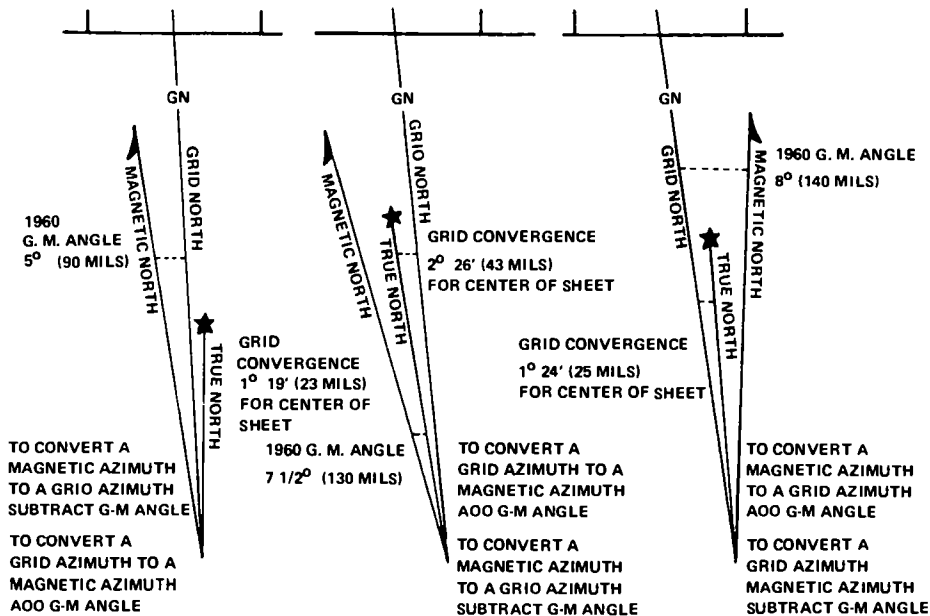 GN
MAGNETIC NORTH
GRID NORTH
1960
G. M. ANGLE
5° (90 MILS)
TRUE NORTH
GRID
CONVERGENCE
1° 19' (23 MILS)
FOR CENTER OF
SHEET
TO CONVERT A
MAGNETIC AZIMUTH
TO A GRIO AZIMUTH
SUBTRACT G-M ANGLE
TO CONVERT A
GRID AZIMUTH TO A
MAGNETIC AZIMUTH
AOO G-M ANGLE
GN
MAGNETIC NORTH
GRIO NORTH
TRUE NORTH
GRID CONVERGENCE
2° 26' (43 MILS)
FOR CENTER OF SHEET
1960 G. M. ANGLE
7 1/2° (130 MILS)
TO CONVERT A
GRID AZIMUTH TO A
MAGNETIC AZIMUTH
AOO G-M ANGLE
TO CONVERT A
MAGNETIC AZIMUTH
TO A GRIO AZIMUTH
SUBTRACT G-M ANGLE
GN
GRID NORTH
MAGNETIC NORTH
1960 G. M. ANGLE
8° (140 MILS)
TRUE NORTH
GRID CONVERGENCE
1° 24' (25 MILS)
FOR CENTER OF SHEET
TO CONVERT A
MAGNETIC AZIMUTH
TO A GRID AZIMUTH
AOO G-M ANGLE
TO CONVERT A
GRID AZIMUTH
MAGNETIC AZIMUTH
SUBTRACT G-M ANGLE